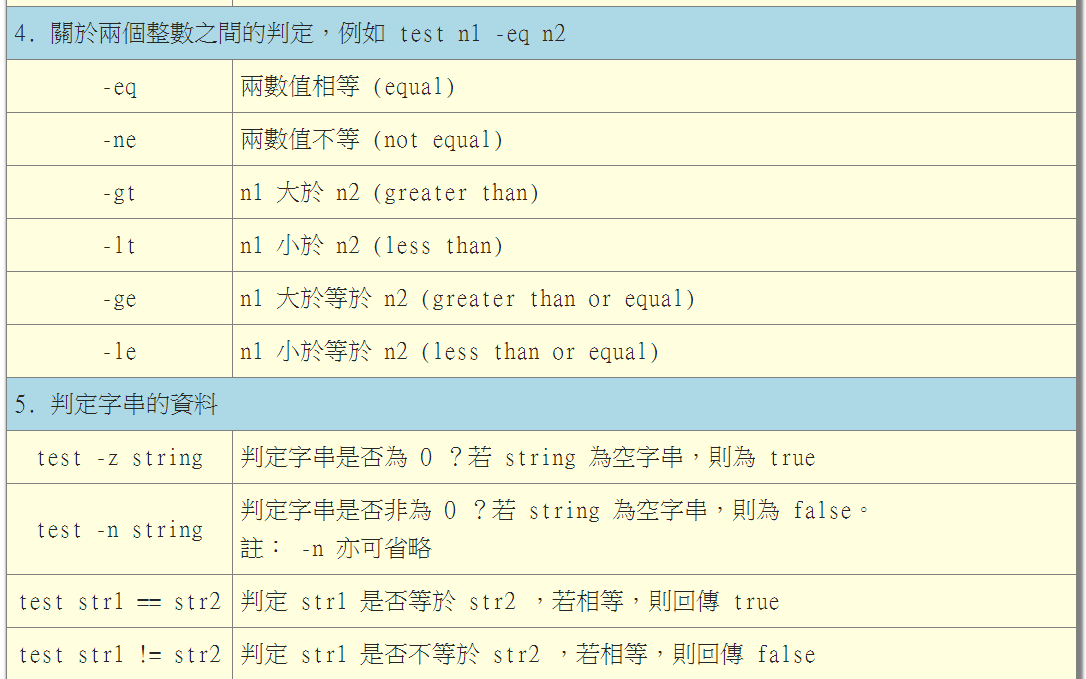 4. 關於兩個整數之間的判定，例如 test n1 -eq n2
-eq 兩數值相等 (equal)
-ne 兩數值不等 (not equal)
-gt n1 大於 n2 (greater than)
-lt n1 小於 n2 (less than)
-ge n1 大於等於 n2 (greater than or equal)
-le n1 小於等於 n2 (less than or equal)
5. 判定字串的資料
test -z string 判定字串是否為 0 ？若 string 為空字串，則為 true
test -n string 判定字串是否非為 0 ？若 string 為空字串，則為 false。
註： -n 亦可省略
test str1 == str2 判定 str1 是否等於 str2 ，若相等，則回傳 true
test str1 != str2 判定 str1 是否不等於 str2 ，若相等，則回傳 false